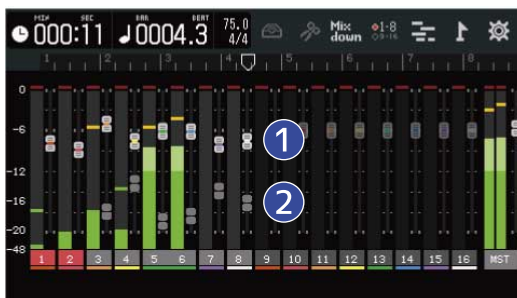 MIN SEC BAR BEAT
000:11 0004.3 75.0 4/4 Mix down 1-8 9-16
1 2 3 4 5 6 7 8
0
-6
1
-12
2
-16
-20
-48
1 2 3 4 5 6 7 8 9 10 11 12 13 14 15 16 MST